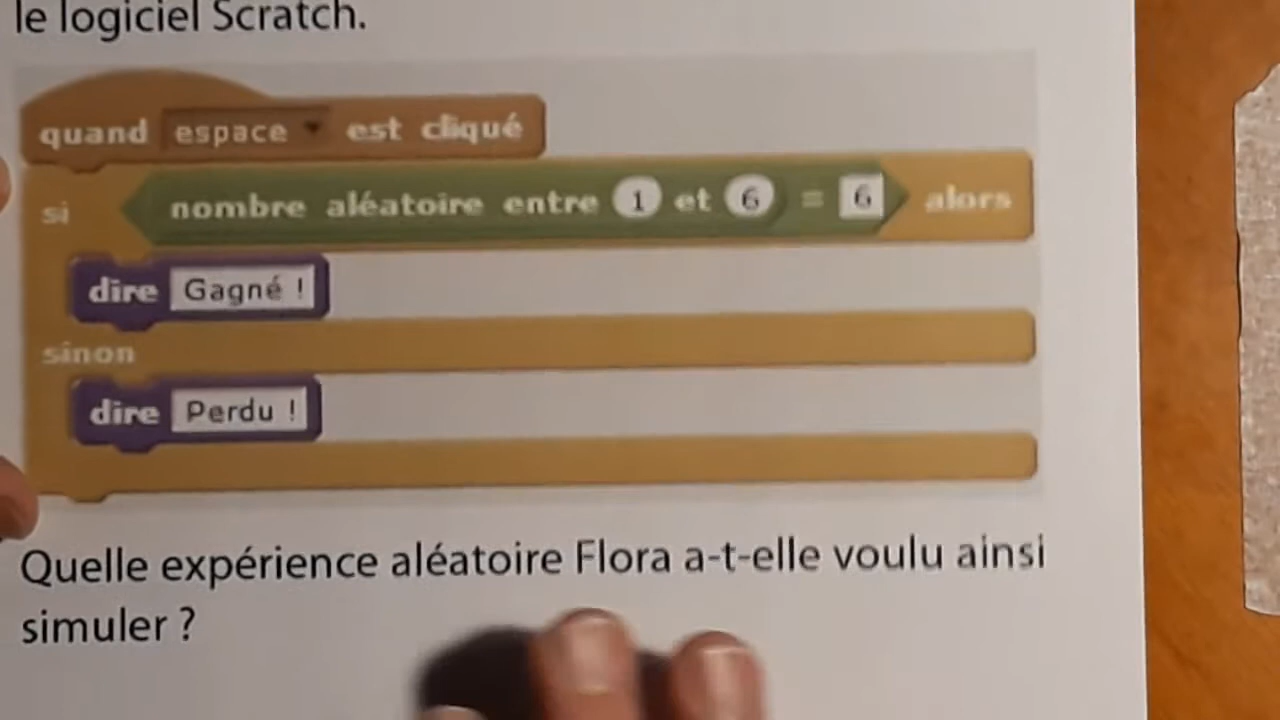 le logiciel Scratch.
quand espace est cliqué
si nombre aléatoire entre 1 et 6 = 6 alors
dire Gagné !
sinon
dire Perdu !
Quelle expérience aléatoire Flora a-t-elle voulu ainsi
simuler ?